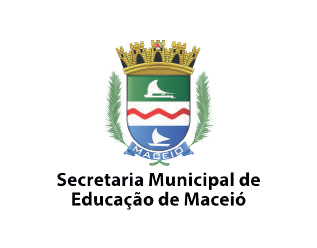 MACEIÓ
Secretaria Municipal de
Educação de Maceió